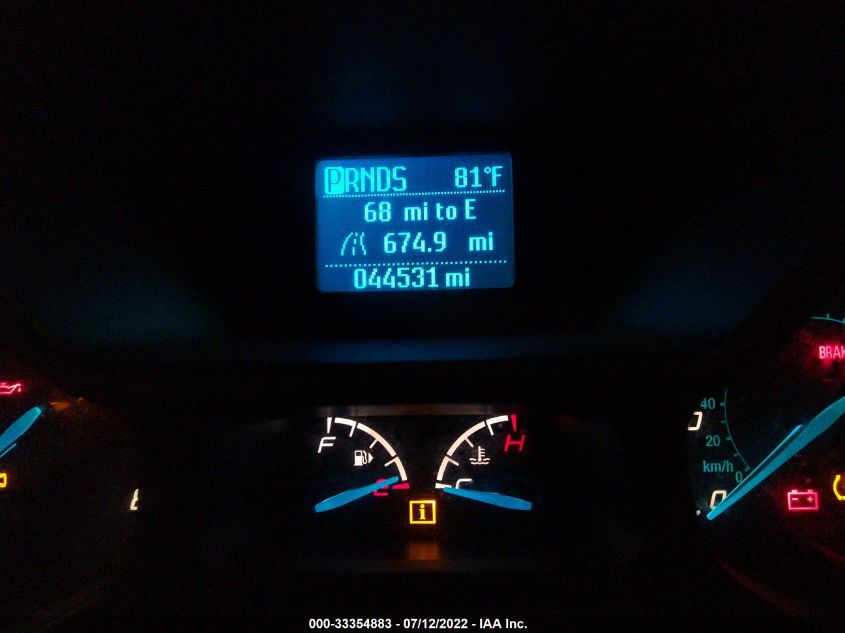 PRNDS 81°F
68 mi to E
674.9 mi
044531 mi
BRAK
F
H
40
20
km/h
0
0
E
C
i
000-33354883 - 07/12/2022 - IAA Inc.